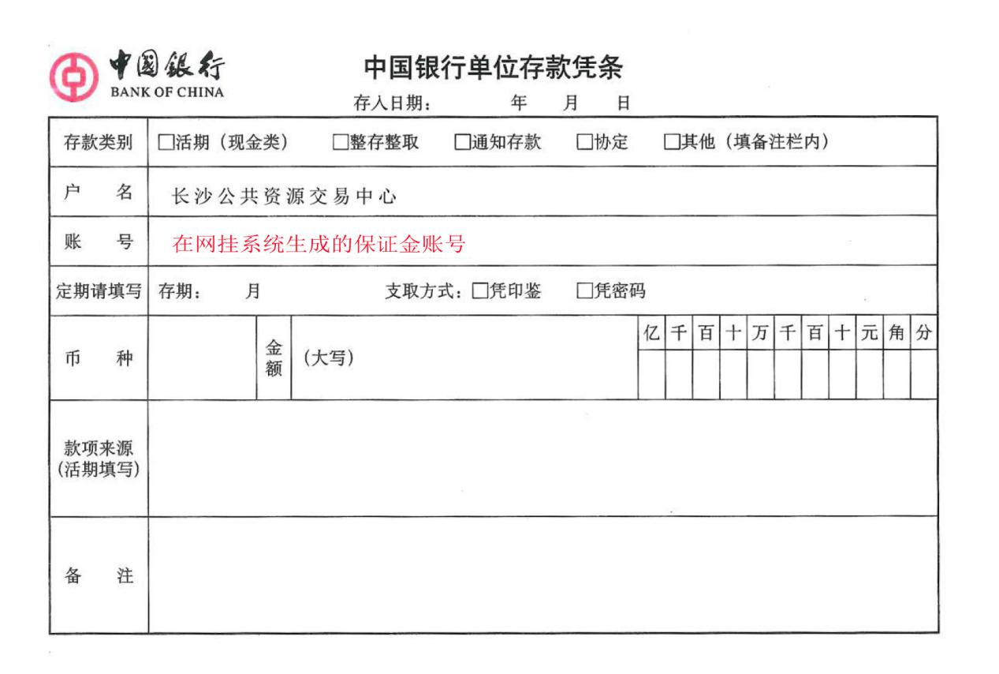 中国银行
BANK OF CHINA
中国银行单位存款凭条
存入日期： 年 月 日
存款类别 □活期（现金类） □整存整取 □通知存款 □协定 □其他（填备注栏内）
户 名 长沙公共资源交易中心
账 号 在网挂系统生成的保证金账号
定期请填写 存期： 月 支取方式：□凭印鉴 □凭密码
币 种 金额 （大写） 亿 千 百 十 万 千 百 十 元 角 分
款项来源
（活期填写）
备 注